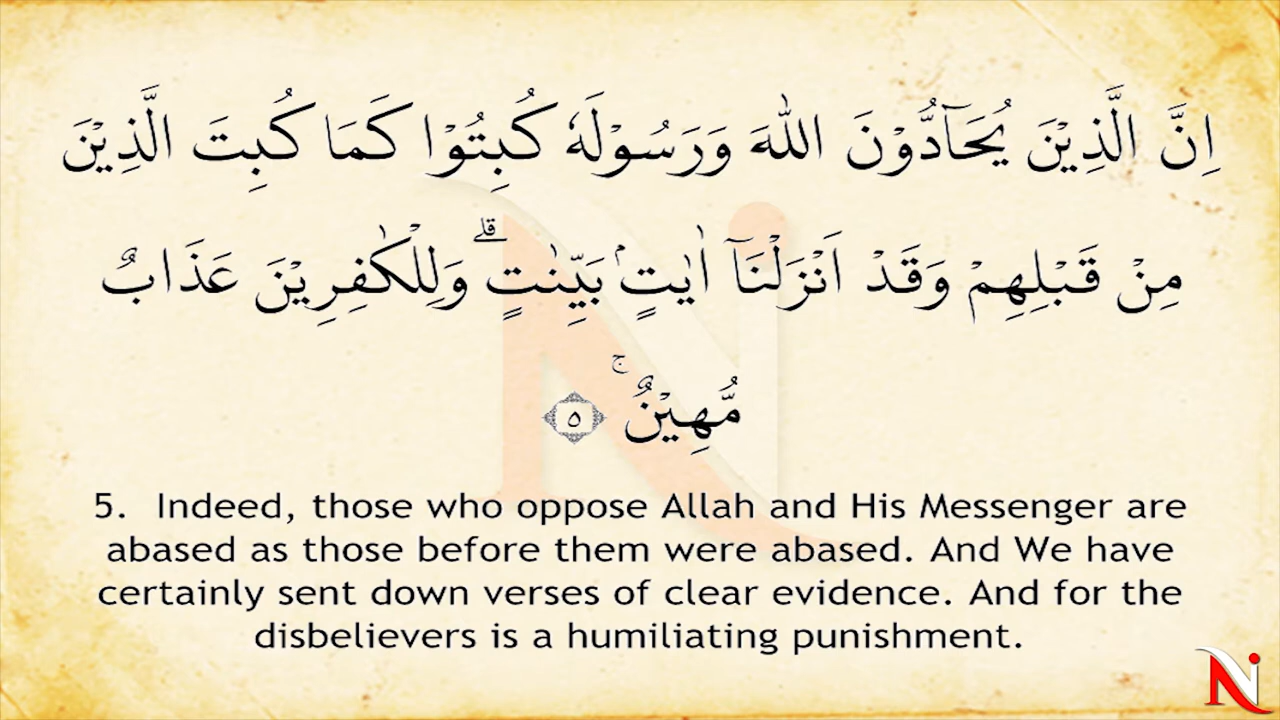 اِنَّ الَّذِيْنَ يُحَآدُّوْنَ اللّٰهَ وَرَسُوْلَهٗ كُبِتُوْا كَمَا كُبِتَ الَّذِيْنَ
مِنْ قَبْلِهِمْ وَقَدْ اَنْزَلْنَآ اٰيٰتٍۢ بَيِّنٰتٍ ۗ وَلِلْكٰفِرِيْنَ عَذَابٌ
مُّهِيْنٌ ۚ ٥
5. Indeed, those who oppose Allah and His Messenger are
abased as those before them were abased. And We have
certainly sent down verses of clear evidence. And for the
disbelievers is a humiliating punishment.
Ni